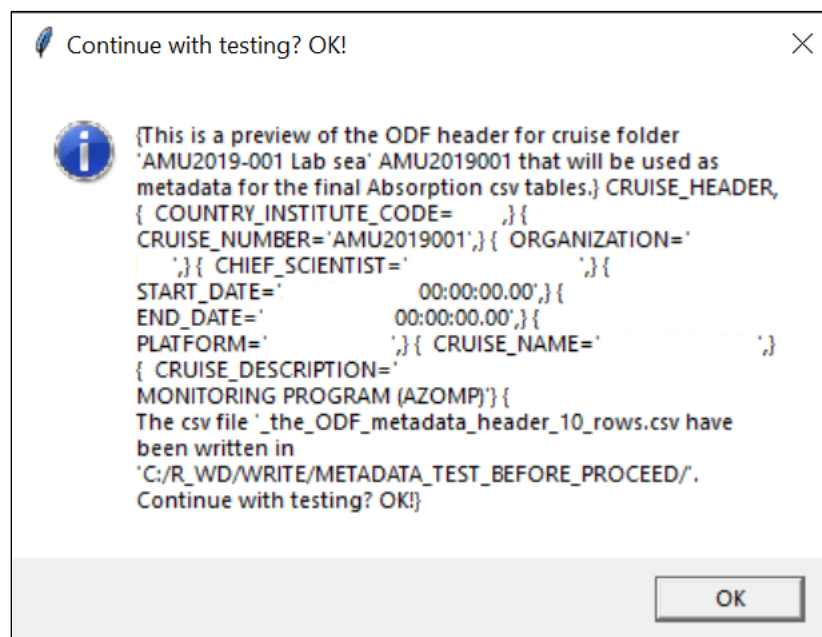 Continue with testing? OK!
{This is a preview of the ODF header for cruise folder
'AMU2019-001 Lab sea' AMU2019001 that will be used as
metadata for the final Absorption csv tables.} CRUISE_HEADER,
{ COUNTRY_INSTITUTE_CODE= ,} {
CRUISE_NUMBER='AMU2019001',} { ORGANIZATION='
',} { CHIEF_SCIENTIST=' ',} {
START_DATE=' 00:00:00.00',} {
END_DATE=' 00:00:00.00',} {
PLATFORM=' ',} { CRUISE_NAME=' ',}
{ CRUISE_DESCRIPTION='
MONITORING PROGRAM (AZOMP)'} {
The csv file '_the_ODF_metadata_header_10_rows.csv have
been written in
'C:/R_WD/WRITE/METADATA_TEST_BEFORE_PROCEED/'.
Continue with testing? OK!}
OK